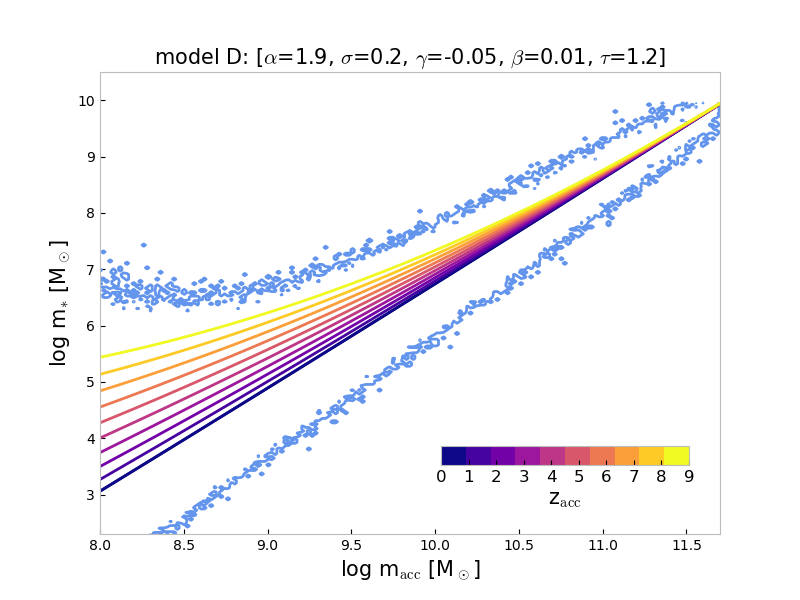 model D: [α=1.9, σ=0.2, γ=-0.05, β=0.01, τ=1.2]
log m* [M⊙]
10
9
8
7
6
5
4
3
0 1 2 3 4 5 6 7 8 9
z_acc
8.0 8.5 9.0 9.5 10.0 10.5 11.0 11.5
log m_acc [M⊙]